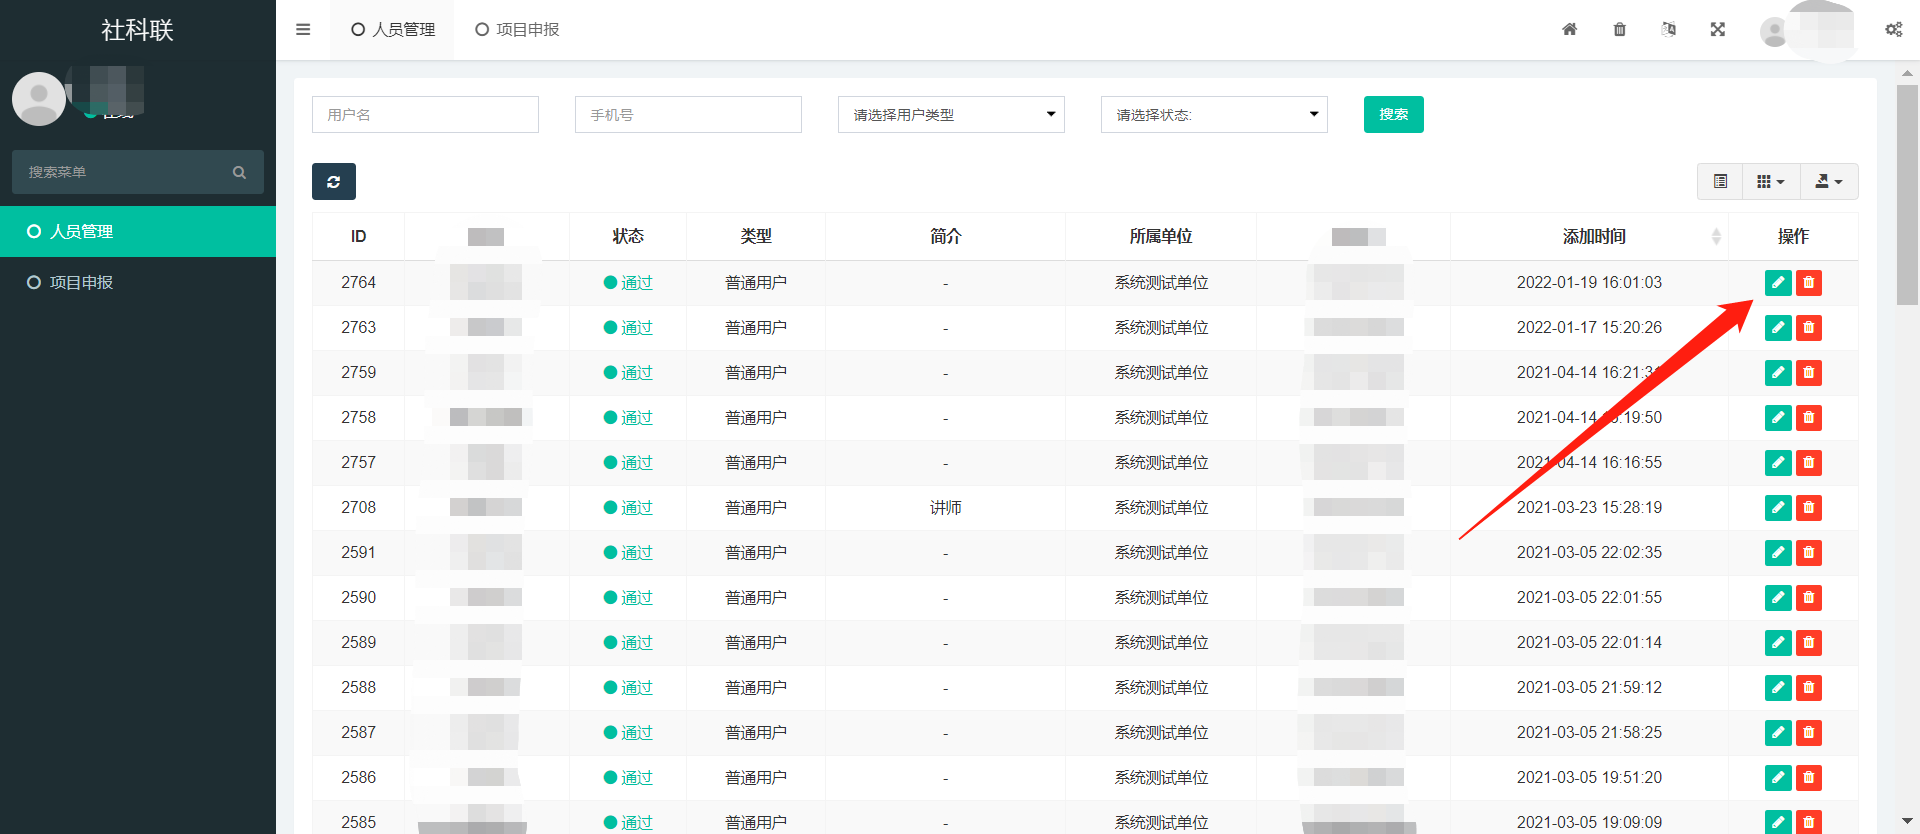 社科联
人员管理
项目申报
搜索菜单
人员管理
项目申报
用户名
手机号
请选择用户类型
请选择状态:
搜索
ID 状态 类型 简介 所属单位 添加时间 操作
2764 通过 普通用户 - 系统测试单位 2022-01-19 16:01:03
2763 通过 普通用户 - 系统测试单位 2022-01-17 15:20:26
2759 通过 普通用户 - 系统测试单位 2021-04-14
2758 通过 普通用户 - 系统测试单位 2021-04-14
2757 通过 普通用户 - 系统测试单位 2021-04-14 16:16:55
2708 通过 普通用户 讲师 系统测试单位 2021-03-23 15:28:19
2591 通过 普通用户 - 系统测试单位 2021-03-05 22:02:35
2590 通过 普通用户 - 系统测试单位 2021-03-05 22:01:55
2589 通过 普通用户 - 系统测试单位 2021-03-05 22:01:14
2588 通过 普通用户 - 系统测试单位 2021-03-05 21:59:12
2587 通过 普通用户 - 系统测试单位 2021-03-05 21:58:25
2586 通过 普通用户 - 系统测试单位 2021-03-05 19:51:20
2585 通过 普通用户 - 系统测试单位 2021-03-05 19:09:09